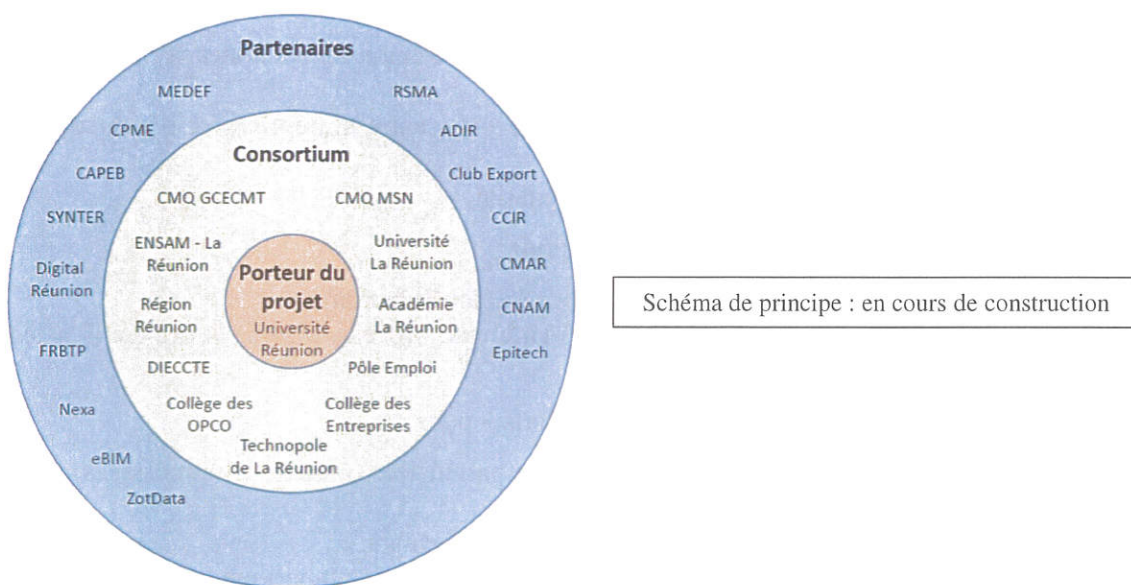 Partenaires
MEDEF
RSMA
CPME
ADIR
CAPEB
Consortium
Club Export
SYNTER
CMQ GCECMT
CMQ MSN
CCIR
ENSAM - La
Réunion
Université
La Réunion
Digital
Réunion
CMAR
Porteur du
projet
Université
Réunion
Région
Réunion
Académie
La Réunion
CNAM
FRBTP
DIECCTE
Pôle Emploi
Epitech
Nexa
Collège des
OPCO
Collège des
Entreprises
Technopole
de La Réunion
eBIM
ZotData
Schéma de principe : en cours de construction